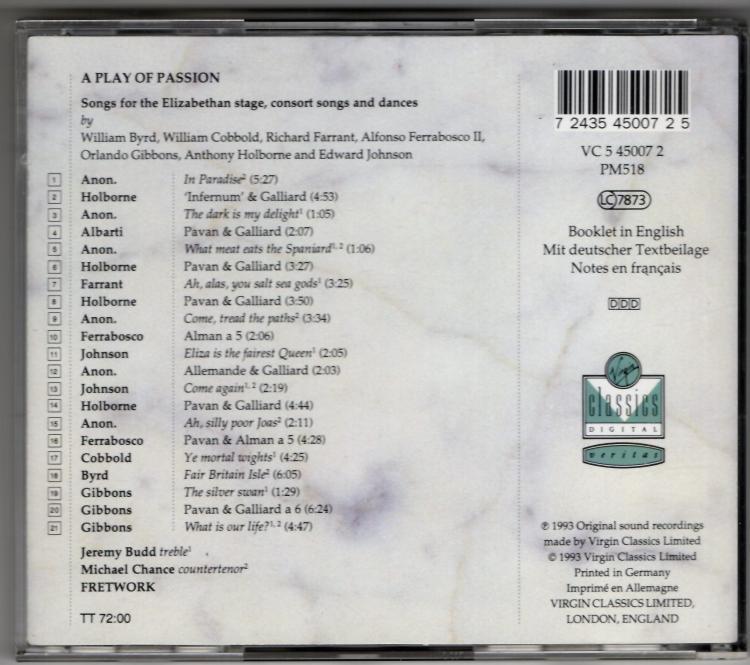 A PLAY OF PASSION
Songs for the Elizabethan stage, consort songs and dances
by
William Byrd, William Cobbold, Richard Farrant, Alfonso Ferrabosco II,
Orlando Gibbons, Anthony Holborne and Edward Johnson
1 Anon. In Paradise² (5:27)
2 Holborne 'Infernum' & Galliard (4:53)
3 Anon. The dark is my delight¹ (1:05)
4 Albarti Pavan & Galliard (2:07)
5 Anon. What meat eats the Spaniard¹,² (1:06)
6 Holborne Pavan & Galliard (3:27)
7 Farrant Ah, alas, you salt sea gods¹ (3:25)
8 Holborne Pavan & Galliard (3:50)
9 Anon. Come, tread the paths² (3:34)
10 Ferrabosco Alman a 5 (2:06)
11 Johnson Eliza is the fairest Queen¹ (2:05)
12 Anon. Allemande & Galliard (2:03)
13 Johnson Come again¹,² (2:19)
14 Holborne Pavan & Galliard (4:44)
15 Anon. Ah, silly poor Joas² (2:11)
16 Ferrabosco Pavan & Alman a 5 (4:28)
17 Cobbold Ye mortal wights¹ (4:25)
18 Byrd Fair Britain Isle² (6:05)
19 Gibbons The silver swan¹ (1:29)
20 Gibbons Pavan & Galliard a 6 (6:24)
21 Gibbons What is our life?¹,² (4:47)
Jeremy Budd treble¹
Michael Chance countertenor²
FRETWORK
TT 72:00
7 2435 45007 2 5
VC 5 45007 2
PM518
LC 7873
Booklet in English
Mit deutscher Textbeilage
Notes en français
DDD
Virgin
classics
DIGITAL
veritas
℗ 1993 Original sound recordings
made by Virgin Classics Limited
© 1993 Virgin Classics Limited
Printed in Germany
Imprimé en Allemagne
VIRGIN CLASSICS LIMITED,
LONDON, ENGLAND